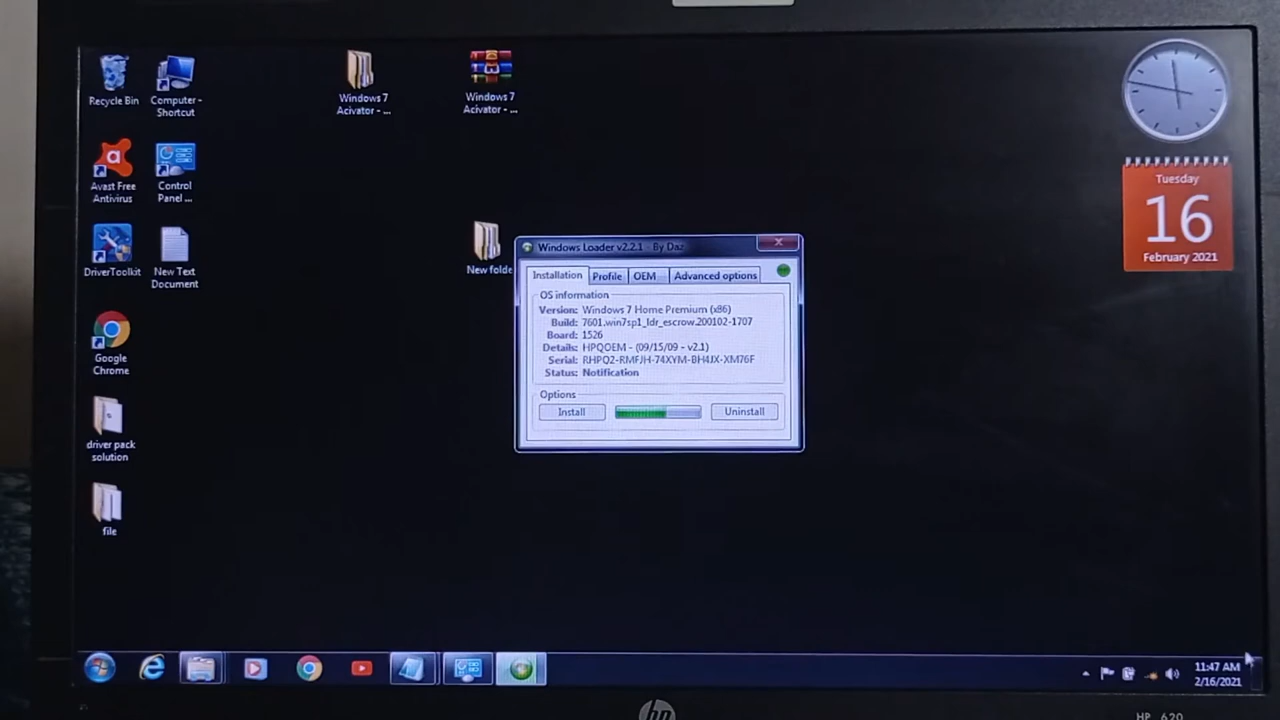 Recycle Bin
Computer - Shortcut
Windows 7 Acivator - ...
Windows 7 Acivator - ...
Avast Free Antivirus
Control Panel ...
DriverToolkit
New Text Document
Google Chrome
driver pack solution
file
New folde
Tuesday
16
February 2021
Windows Loader v2.2.1 - By Daz
Installation
Profile
OEM
Advanced options
OS information
Version: Windows 7 Home Premium (x86)
Build: 7601.win7sp1_ldr_escrow.200102-1707
Board: 1526
Details: HPQOEM - (09/15/09 - v2.1)
Serial: RHPQ2-RMFJH-74XYM-BH4JX-XM76F
Status: Notification
Options
Install
Uninstall
11:47 AM
2/16/2021
hp
HP 620